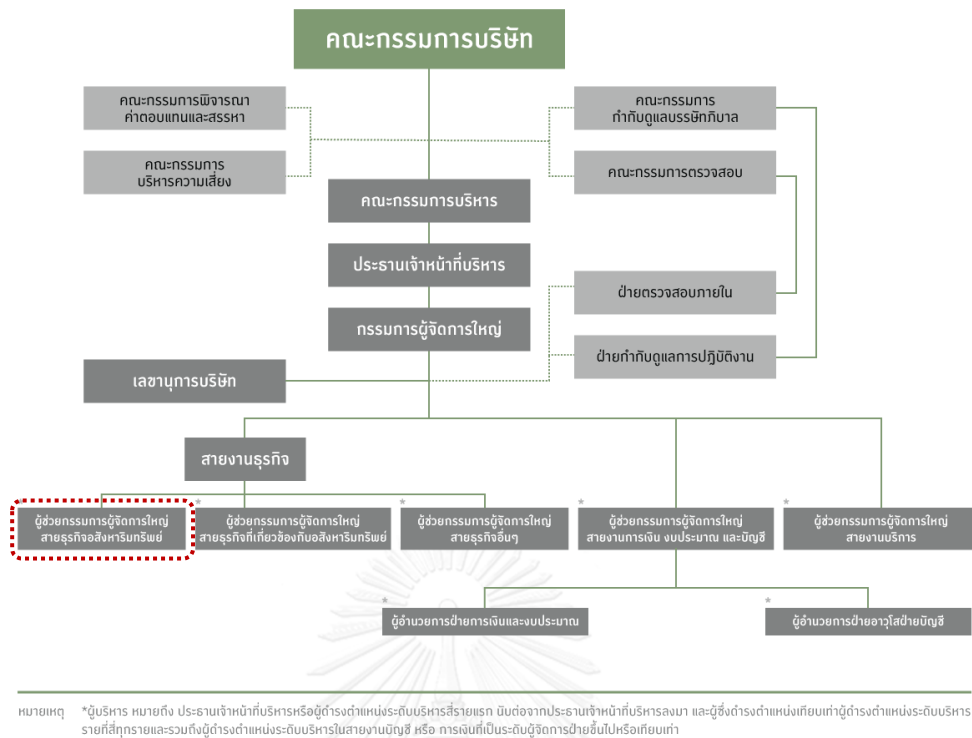 คณะกรรมการบริษัท
คณะกรรมการพิจารณา
ค่าตอบแทนและสรรหา
คณะกรรมการ
กำกับดูแลบรรษัทภิบาล
คณะกรรมการ
บริหารความเสี่ยง
คณะกรรมการตรวจสอบ
คณะกรรมการบริหาร
ประธานเจ้าหน้าที่บริหาร
ฝ่ายตรวจสอบภายใน
กรรมการผู้จัดการใหญ่
ฝ่ายกำกับดูแลการปฏิบัติงาน
เลขานุการบริษัท
สายงานธุรกิจ
ผู้ช่วยกรรมการผู้จัดการใหญ่
สายธุรกิจอสังหาริมทรัพย์
*
ผู้ช่วยกรรมการผู้จัดการใหญ่
สายธุรกิจที่เกี่ยวข้องกับอสังหาริมทรัพย์
*
ผู้ช่วยกรรมการผู้จัดการใหญ่
สายธุรกิจอื่นๆ
*
ผู้ช่วยกรรมการผู้จัดการใหญ่
สายงานการเงิน งบประมาณ และบัญชี
*
ผู้ช่วยกรรมการผู้จัดการใหญ่
สายงานบริการ
*
ผู้อำนวยการฝ่ายการเงินและงบประมาณ
*
ผู้อำนวยการฝ่ายอาวุโสฝ่ายบัญชี
หมายเหตุ *ผู้บริหาร หมายถึง ประธานเจ้าหน้าที่บริหารหรือผู้ดำรงตำแหน่งระดับบริหารสี่รายแรก นับต่อจากประธานเจ้าหน้าที่บริหารลงมา และผู้ซึ่งดำรงตำแหน่งเทียบเท่าผู้ดำรงตำแหน่งระดับบริหาร
รายที่สี่ทุกรายและรวมถึงผู้ดำรงตำแหน่งระดับบริหารในสายงานบัญชี หรือ การเงินที่เป็นระดับผู้จัดการฝ่ายขึ้นไปหรือเทียบเท่า